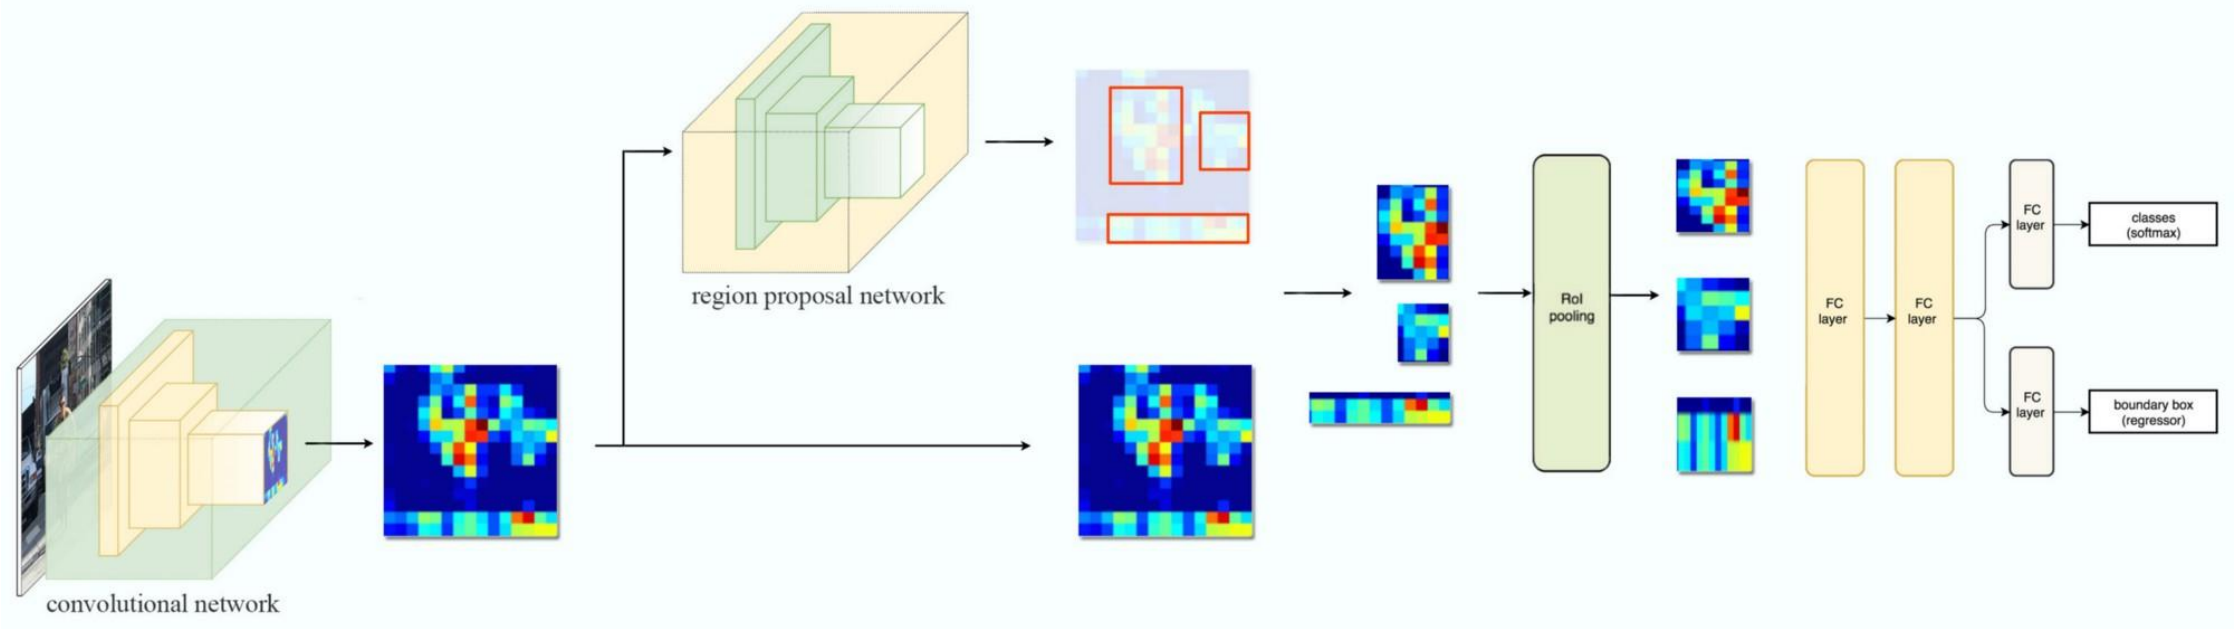 convolutional network
region proposal network
RoI
pooling
FC
layer
FC
layer
FC
layer
classes
(softmax)
FC
layer
boundary box
(regressor)